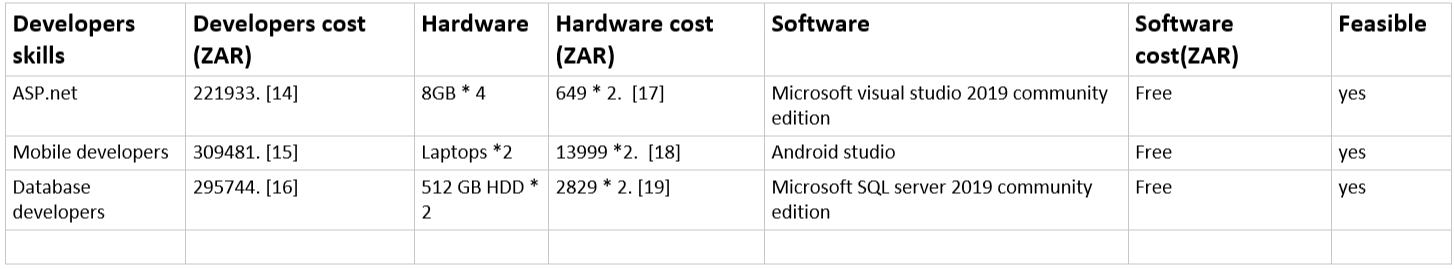 Developers skills | Developers cost (ZAR) | Hardware | Hardware cost (ZAR) | Software | Software cost(ZAR) | Feasible
ASP.net | 221933. [14] | 8GB * 4 | 649 * 2. [17] | Microsoft visual studio 2019 community edition | Free | yes
Mobile developers | 309481. [15] | Laptops *2 | 13999 *2. [18] | Android studio | Free | yes
Database developers | 295744. [16] | 512 GB HDD * 2 | 2829 * 2. [19] | Microsoft SQL server 2019 community edition | Free | yes